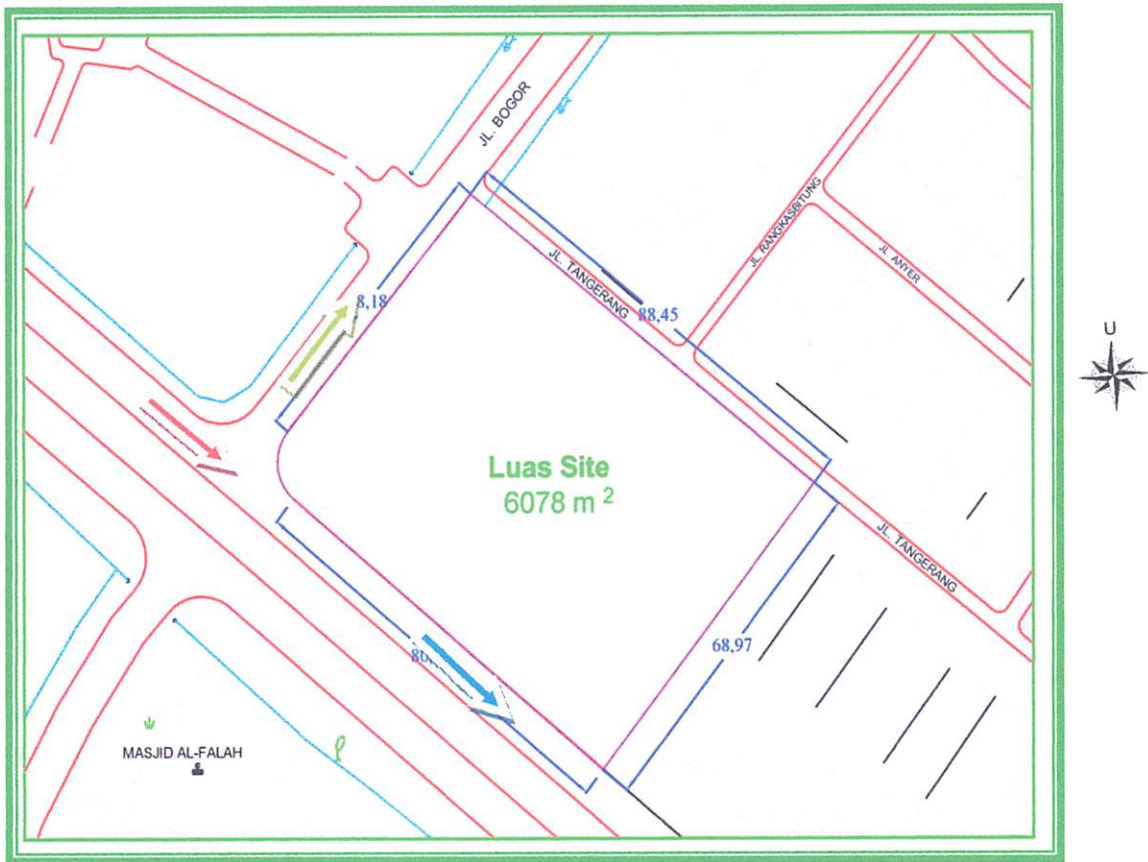 JL. BOGOR
JL. RANGKASBITUNG
JL. ANYER
U
JL. TANGERANG
8,18
88,45
Luas Site
6078 m 2
JL. TANGERANG
68,97
MASJID AL-FALAH